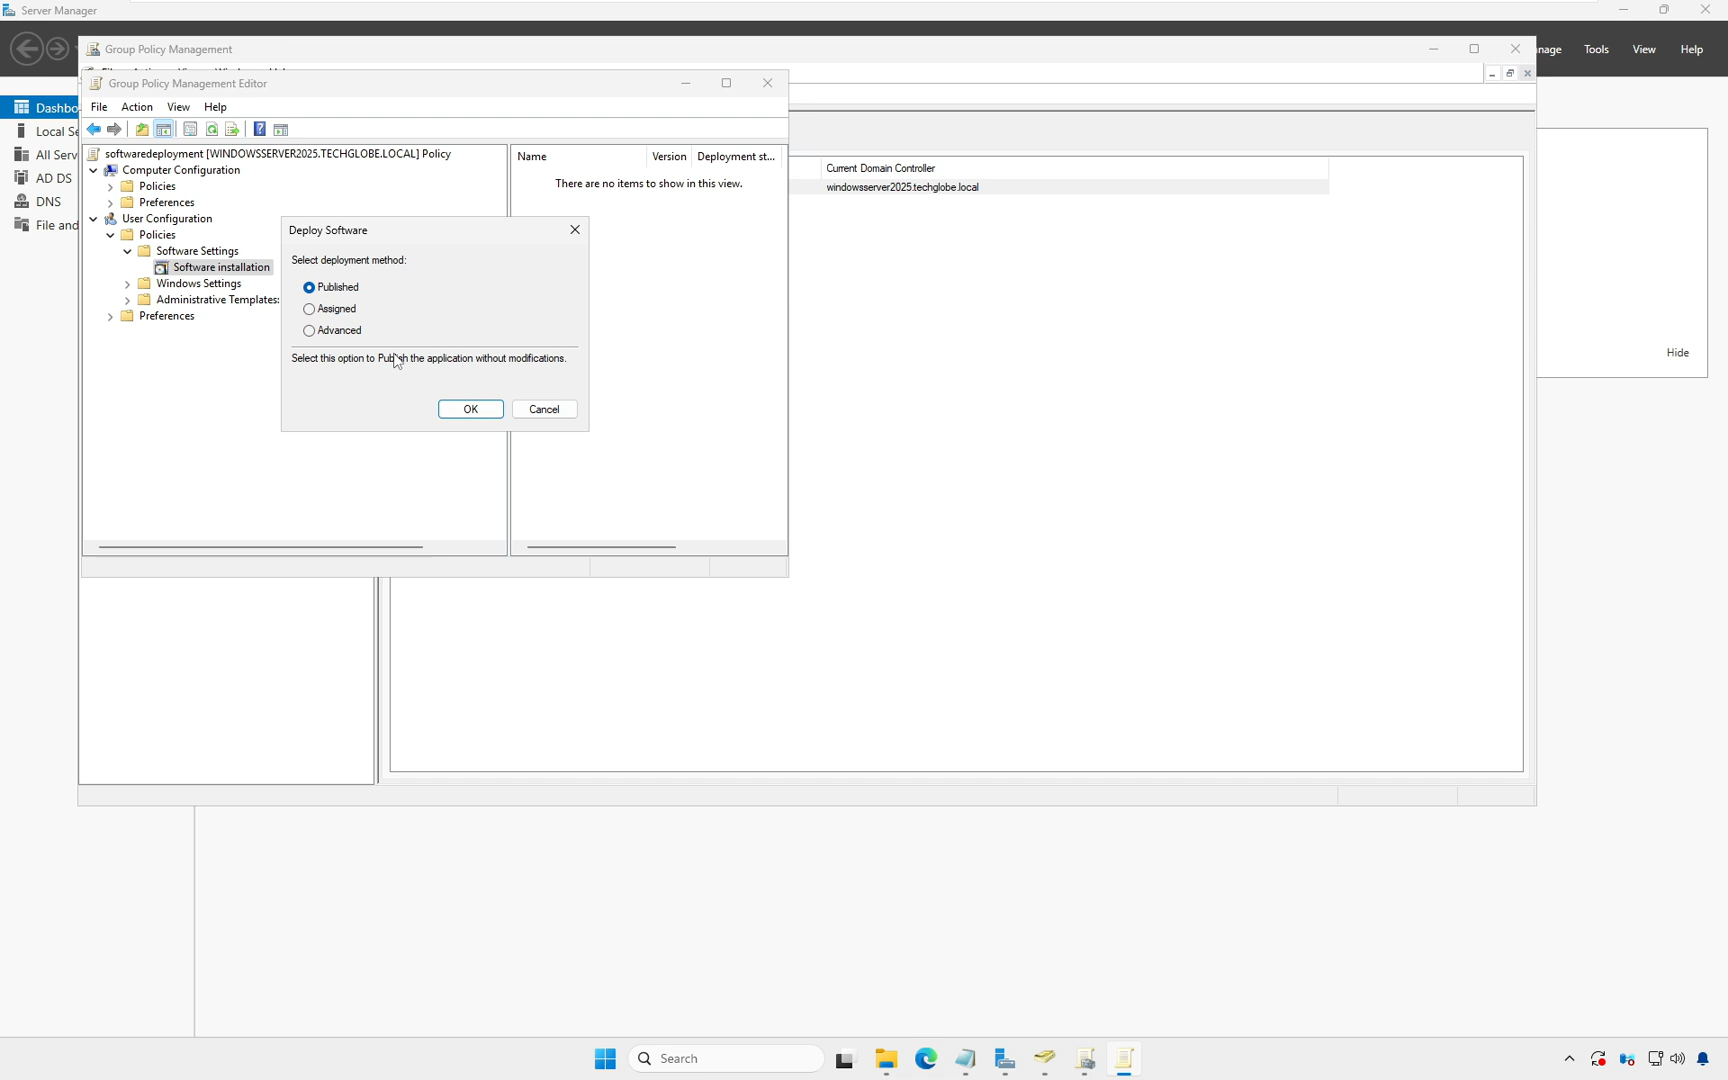 Server Manager
Group Policy Management
nage
Tools
View
Help
Group Policy Management Editor
Dashbo
File
Action
View
Help
Local Se
All Serv
AD DS
DNS
File and
softwaredeployment [WINDOWSSERVER2025.TECHGLOBE.LOCAL] Policy
Computer Configuration
Policies
Preferences
User Configuration
Policies
Software Settings
Software installation
Windows Settings
Administrative Templates:
Preferences
Name
Version
Deployment st...
There are no items to show in this view.
Current Domain Controller
windowsserver2025.techglobe.local
Deploy Software
Select deployment method:
Published
Assigned
Advanced
Select this option to Publish the application without modifications.
OK
Cancel
Hide
Search